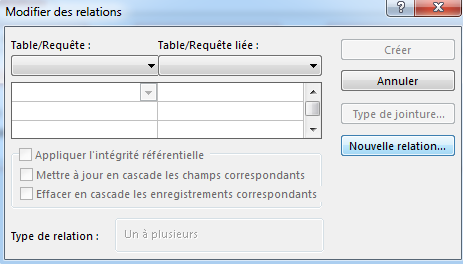 Modifier des relations
?
Table/Requête : Table/Requête liée :
Créer
Annuler
Type de jointure...
Nouvelle relation...
Appliquer l'intégrité référentielle
Mettre à jour en cascade les champs correspondants
Effacer en cascade les enregistrements correspondants
Type de relation : Un à plusieurs